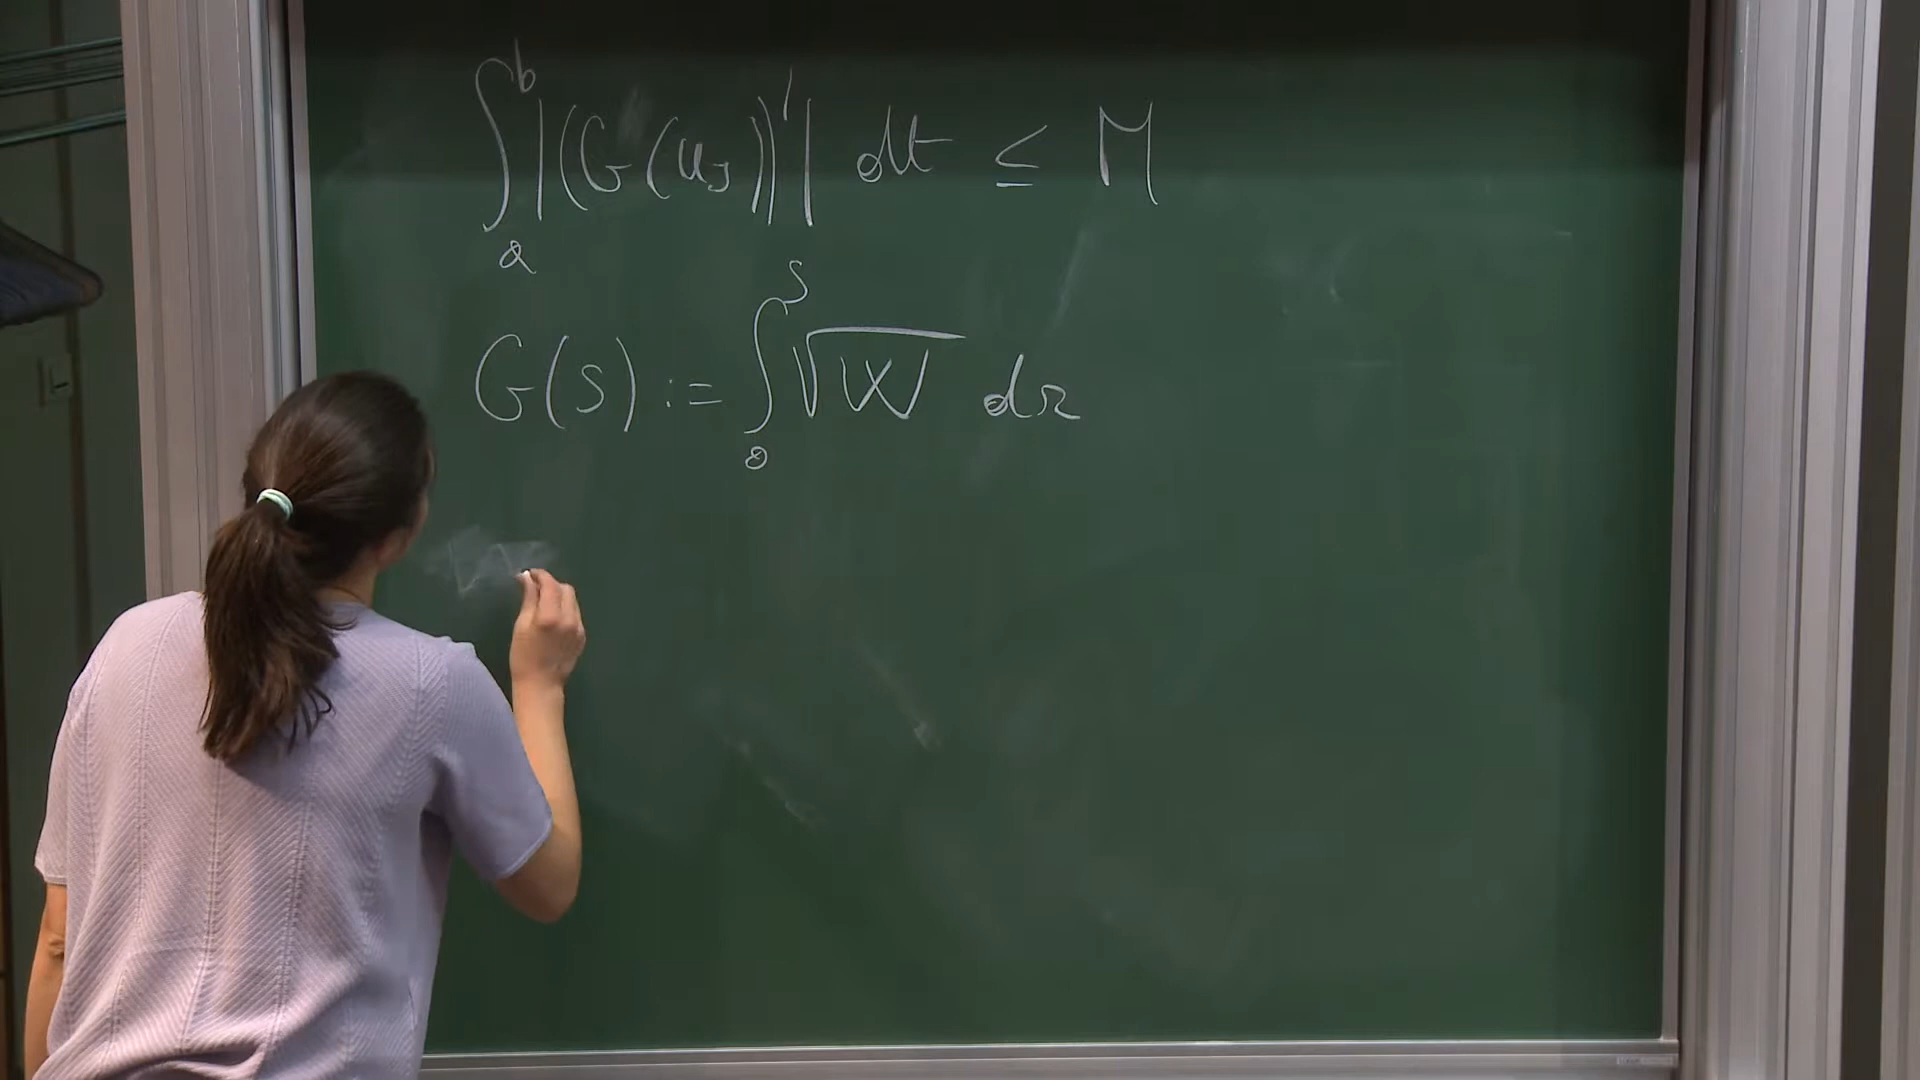 ∫_a^b |(G(u_j))'| dt ≤ M
G(s) := ∫_0^s √W dr